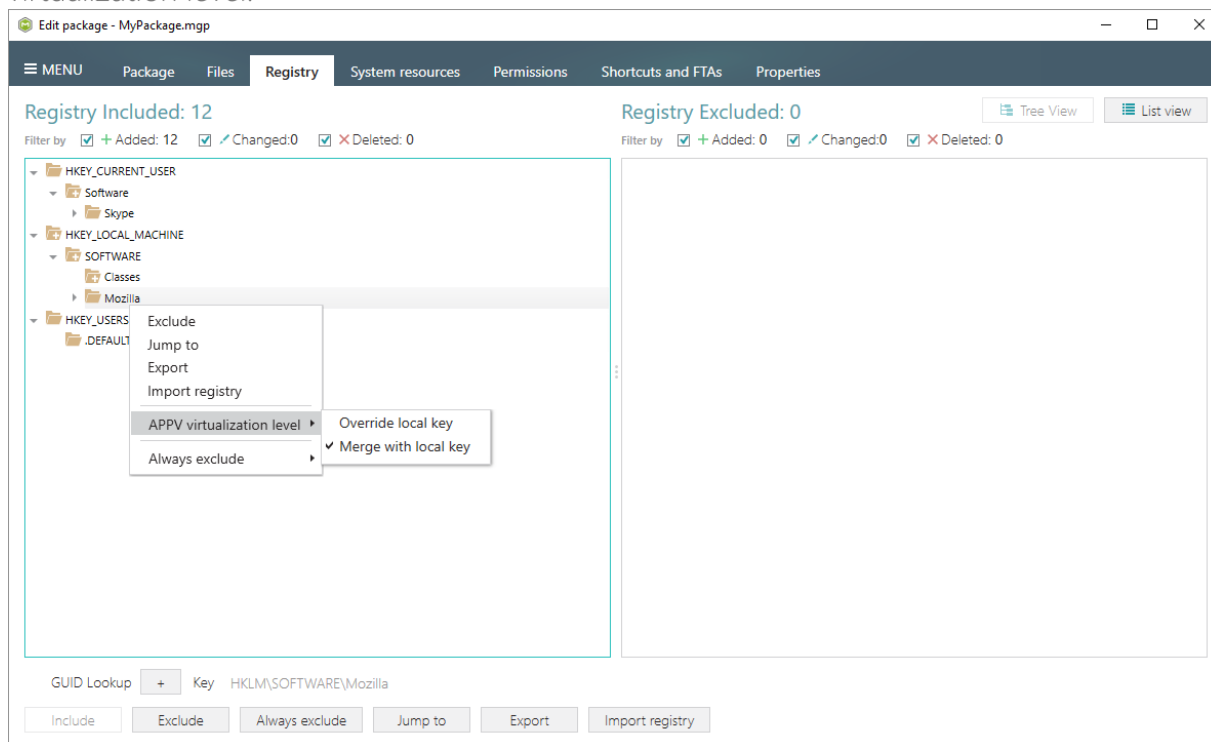 virtualization level.
Edit package - MyPackage.mgp
MENU Package Files Registry System resources Permissions Shortcuts and FTAs Properties
Registry Included: 12 Registry Excluded: 0 Tree View List view
Filter by + Added: 12 Changed:0 Deleted: 0 Filter by + Added: 0 Changed:0 Deleted: 0
HKEY_CURRENT_USER
Software
Skype
HKEY_LOCAL_MACHINE
SOFTWARE
Classes
Mozilla
HKEY_USERS
.DEFAULT
Exclude
Jump to
Export
Import registry
APPV virtualization level
Always exclude
Override local key
Merge with local key
GUID Lookup + Key HKLM\SOFTWARE\Mozilla
Include Exclude Always exclude Jump to Export Import registry